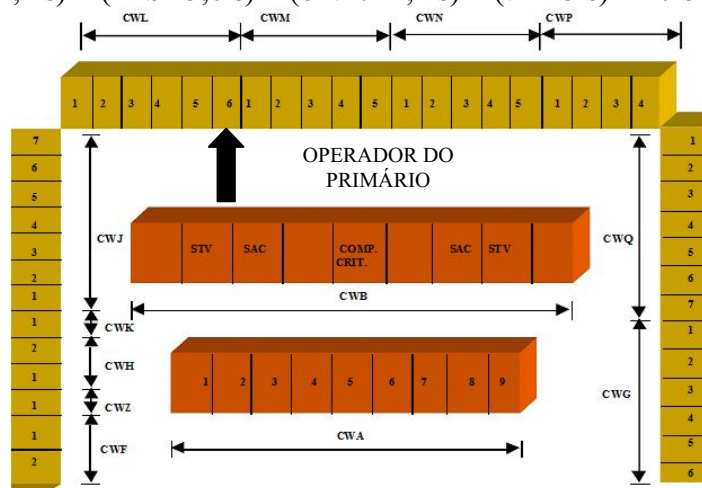 CWL CWM CWN CWP
1 2 3 4 5 6 1 2 3 4 5 1 2 3 4 5 1 2 3 4
OPERADOR DO
PRIMÁRIO
7
6
5
4
3
2
1
1
2
1
1
1
2
CWJ
CWK
CWH
CWZ
CWF
STV SAC COMP. SAC STV
CRIT.
CWB
1 2 3 4 5 6 7 8 9
CWA
CWQ
CWG
1
2
3
4
5
6
7
1
2
3
4
5
6